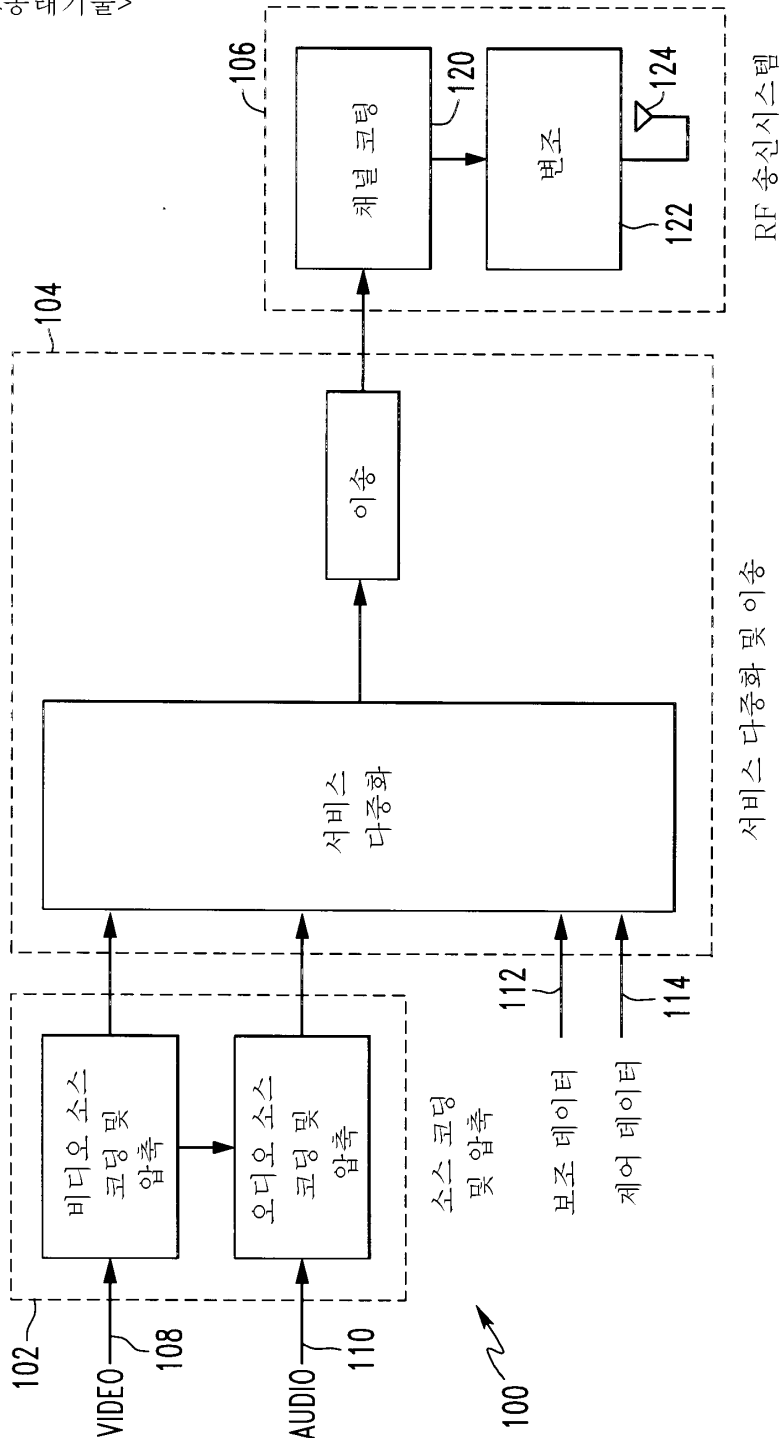 종래기술>
102
VIDEO
108
비디오 소스
코딩 및
압축
AUDIO
110
오디오 소스
코딩 및
압축
소스 코딩
및 압축
보조 데이터
112
제어 데이터
114
100
104
서비스
다중화
이송
서비스 다중화 및 이송
106
채널 코팅
120
변조
122
124
RF 송신시스템